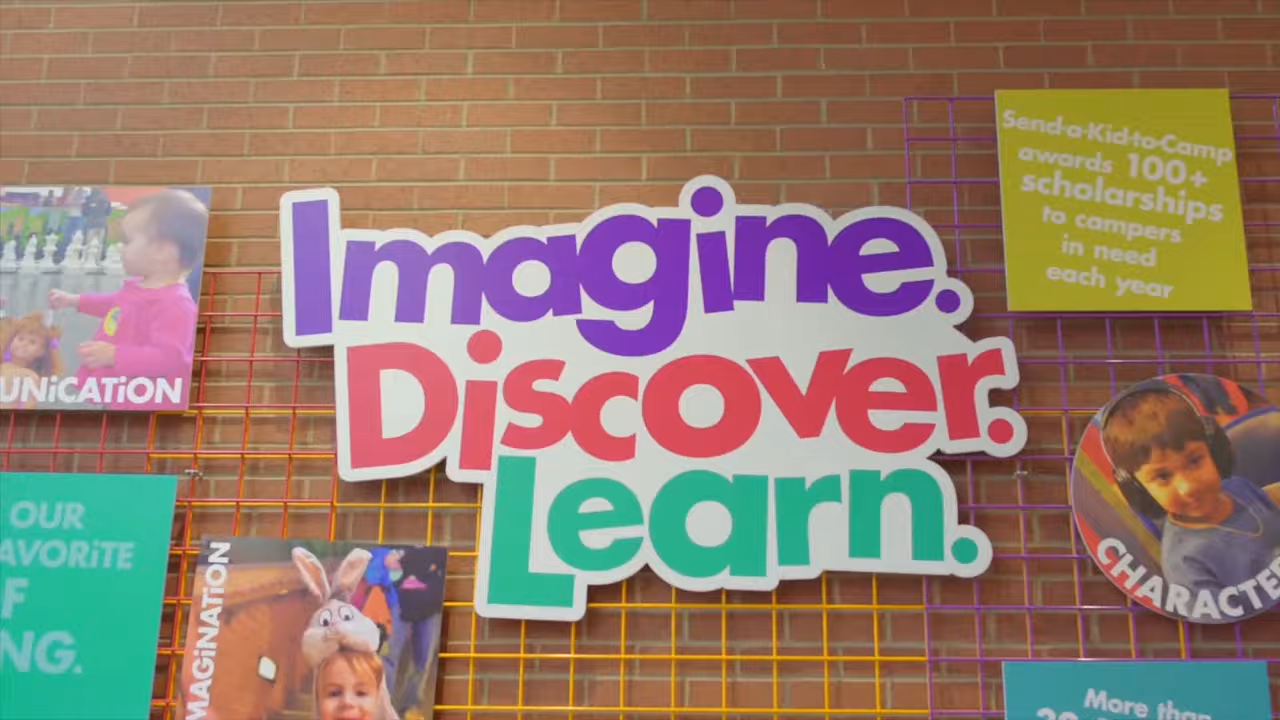 Imagine.
Discover.
Learn.
Send-a-Kid-to-Camp
awards 100+
scholarships
to campers
in need
each year
UNiCATiON
OUR
AVORiTE
F
NG.
MAGiNATiON
CHARACTE
More than